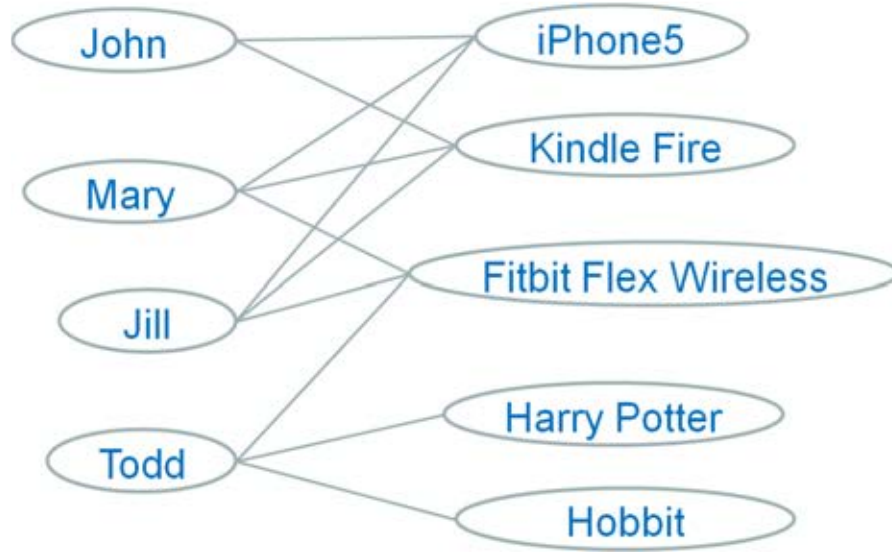 John
iPhone5
Kindle Fire
Mary
Fitbit Flex Wireless
Jill
Harry Potter
Todd
Hobbit